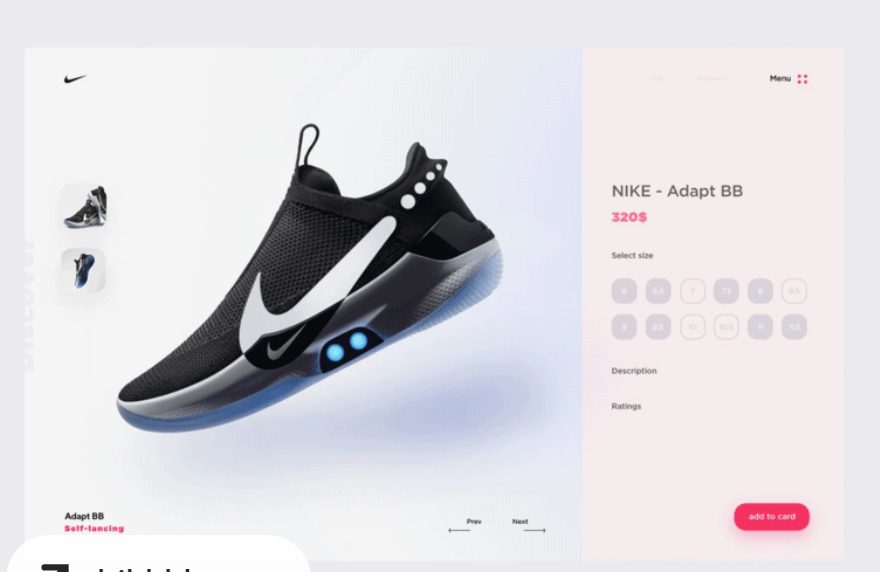 Menu
NIKE - Adapt BB
320$
Select size
6 6.5 7 7.5 8 8.5
9 9.5 10 10.5 11 11.5
Description
Ratings
Discover
Adapt BB
Self-lancing
Prev Next
add to card